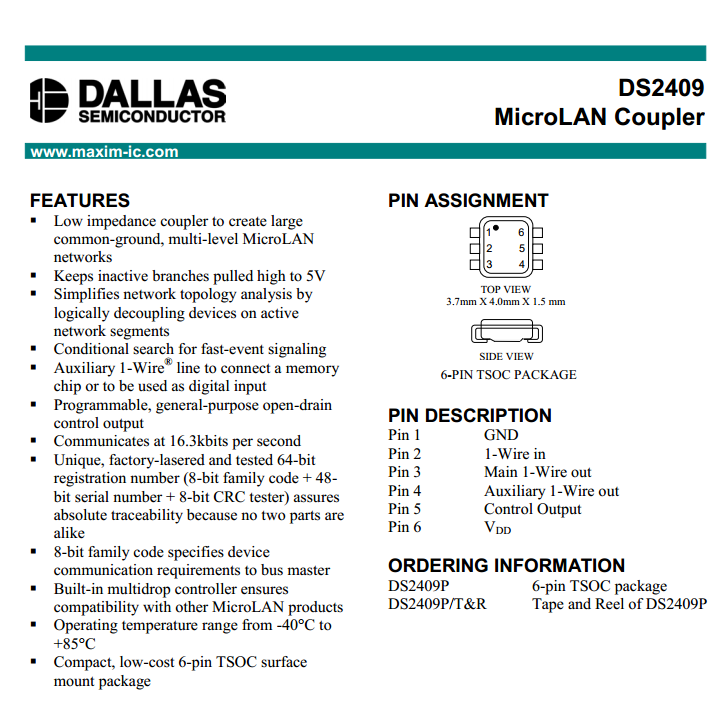 DALLAS
SEMICONDUCTOR
DS2409
MicroLAN Coupler
www.maxim-ic.com
FEATURES
▪ Low impedance coupler to create large
common-ground, multi-level MicroLAN
networks
▪ Keeps inactive branches pulled high to 5V
▪ Simplifies network topology analysis by
logically decoupling devices on active
network segments
▪ Conditional search for fast-event signaling
▪ Auxiliary 1-Wire® line to connect a memory
chip or to be used as digital input
▪ Programmable, general-purpose open-drain
control output
▪ Communicates at 16.3kbits per second
▪ Unique, factory-lasered and tested 64-bit
registration number (8-bit family code + 48-
bit serial number + 8-bit CRC tester) assures
absolute traceability because no two parts are
alike
▪ 8-bit family code specifies device
communication requirements to bus master
▪ Built-in multidrop controller ensures
compatibility with other MicroLAN products
▪ Operating temperature range from -40°C to
+85°C
▪ Compact, low-cost 6-pin TSOC surface
mount package
PIN ASSIGNMENT
1 6
2 5
3 4
TOP VIEW
3.7mm X 4.0mm X 1.5 mm
SIDE VIEW
6-PIN TSOC PACKAGE
PIN DESCRIPTION
Pin 1 GND
Pin 2 1-Wire in
Pin 3 Main 1-Wire out
Pin 4 Auxiliary 1-Wire out
Pin 5 Control Output
Pin 6 VDD
ORDERING INFORMATION
DS2409P 6-pin TSOC package
DS2409P/T&R Tape and Reel of DS2409P